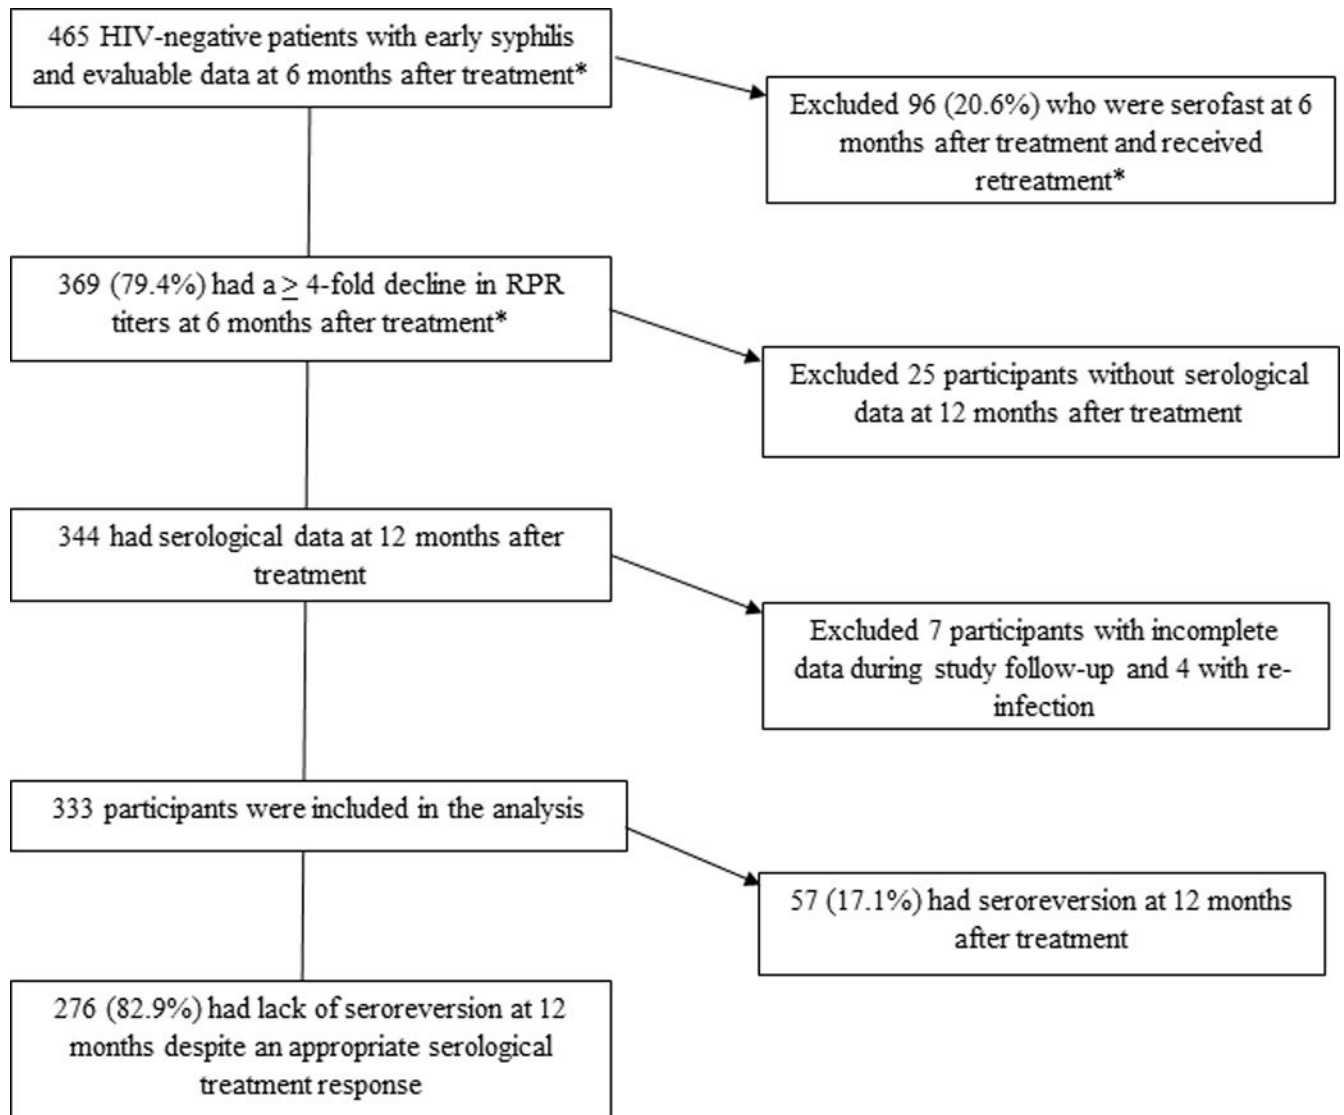 465 HIV-negative patients with early syphilis
and evaluable data at 6 months after treatment*
Excluded 96 (20.6%) who were serofast at 6
months after treatment and received
retreatment*
369 (79.4%) had a ≥ 4-fold decline in RPR
titers at 6 months after treatment*
Excluded 25 participants without serological
data at 12 months after treatment
344 had serological data at 12 months after
treatment
Excluded 7 participants with incomplete
data during study follow-up and 4 with re-
infection
333 participants were included in the analysis
57 (17.1%) had seroreversion at 12 months
after treatment
276 (82.9%) had lack of seroreversion at 12
months despite an appropriate serological
treatment response